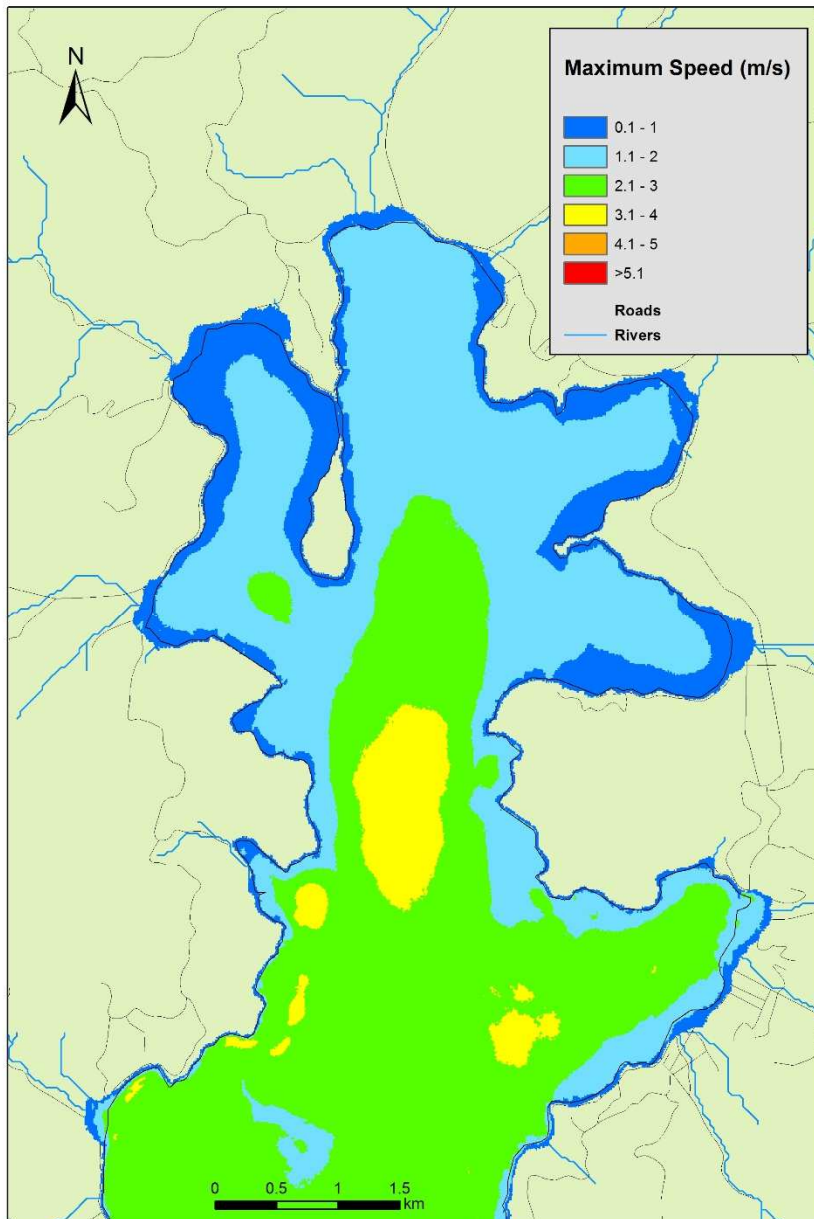 N
Maximum Speed (m/s)
0.1 - 1
1.1 - 2
2.1 - 3
3.1 - 4
4.1 - 5
>5.1
Roads
Rivers
0 0.5 1 1.5
km